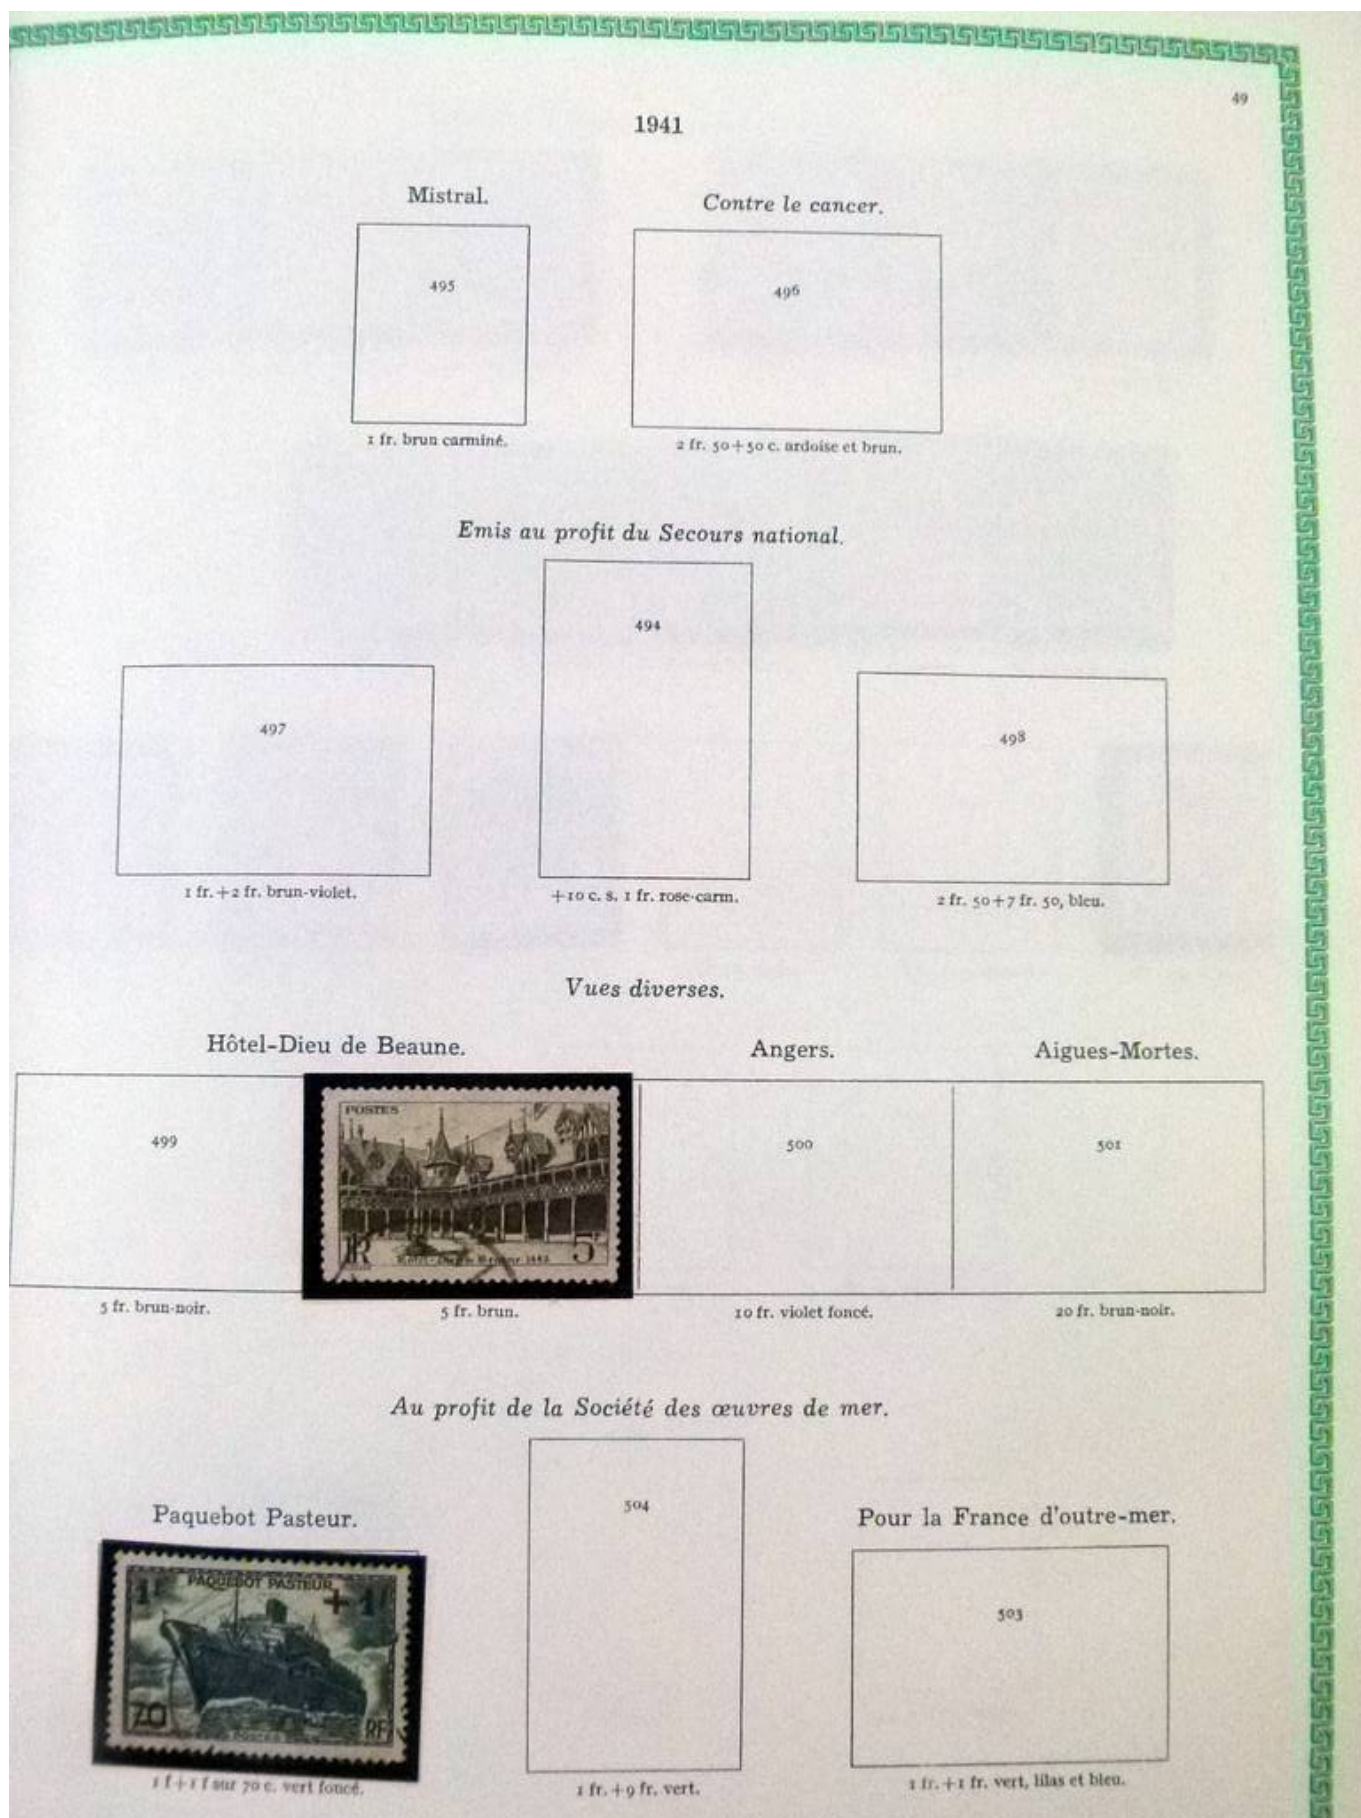 49
1941
Mistral.
Contre le cancer.
495
496
1 fr. brun carminé.
2 fr. 50+50 c. ardoise et brun.
Emis au profit du Secours national.
494
497
498
1 fr. +2 fr. brun-violet.
+10 c. s. 1 fr. rose-carm.
2 fr. 50+7 fr. 50, bleu.
Vues diverses.
Hôtel-Dieu de Beaune.
Angers.
Aigues-Mortes.
POSTES
499
500
501
RF
5F
5 fr. brun-noir.
5 fr. brun.
10 fr. violet foncé.
20 fr. brun-noir.
Au profit de la Société des œuvres de mer.
504
Paquebot Pasteur.
Pour la France d'outre-mer.
PAQUEBOT PASTEUR
1F + 1F
503
70
RF
1 f+1 f sur 70 c. vert foncé.
1 fr. +9 fr. vert.
1 fr. +1 fr. vert, lilas et bleu.